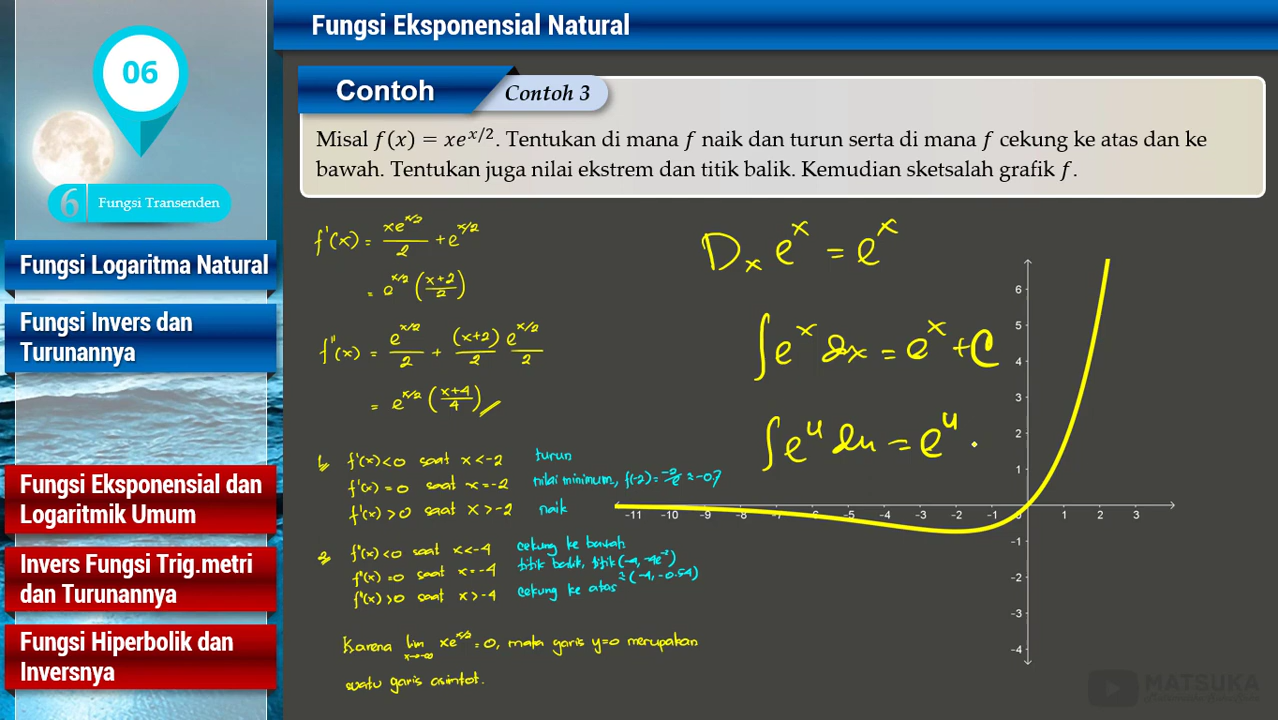 Fungsi Eksponensial Natural
06
6 Fungsi Transenden
Fungsi Logaritma Natural
Fungsi Invers dan
Turunannya
Fungsi Eksponensial dan
Logaritmik Umum
Invers Fungsi Trig.metri
dan Turunannya
Fungsi Hiperbolik dan
Inversnya
Contoh
Contoh 3
Misal f(x) = xe^{x/2}. Tentukan di mana f naik dan turun serta di mana f cekung ke atas dan ke
bawah. Tentukan juga nilai ekstrem dan titik balik. Kemudian sketsalah grafik f.
f'(x) = xe^{x/2}/2 + e^{x/2}
= e^{x/2} (x+2/2)
f''(x) = e^{x/2}/2 + (x+2)/2 e^{x/2}/2
= e^{x/2} (x+4/4)
1. f'(x)<0 saat x<-2 turun
f'(x)=0 saat x=-2 nilai minimum, f(-2)=-2/e≈-0.7
f'(x)>0 saat x>-2 naik
2. f''(x)<0 saat x<-4 cekung ke bawah
f''(x)=0 saat x=-4 titik balik, titik(-4,-4e^{-2})
≈(-4,-0.54)
f''(x)>0 saat x>-4 cekung ke atas
Karena lim x→-∞ xe^{x/2}=0, maka garis y=0 merupakan
suatu garis asimtot.
D_x e^x = e^x
∫e^x dx = e^x + C
∫e^u du = e^u
6
5
4
3
2
1
-11 -10 -9 -8 -7 -6 -5 -4 -3 -2 -1 0 1 2 3
-1
-2
-3
-4
MATSUKA